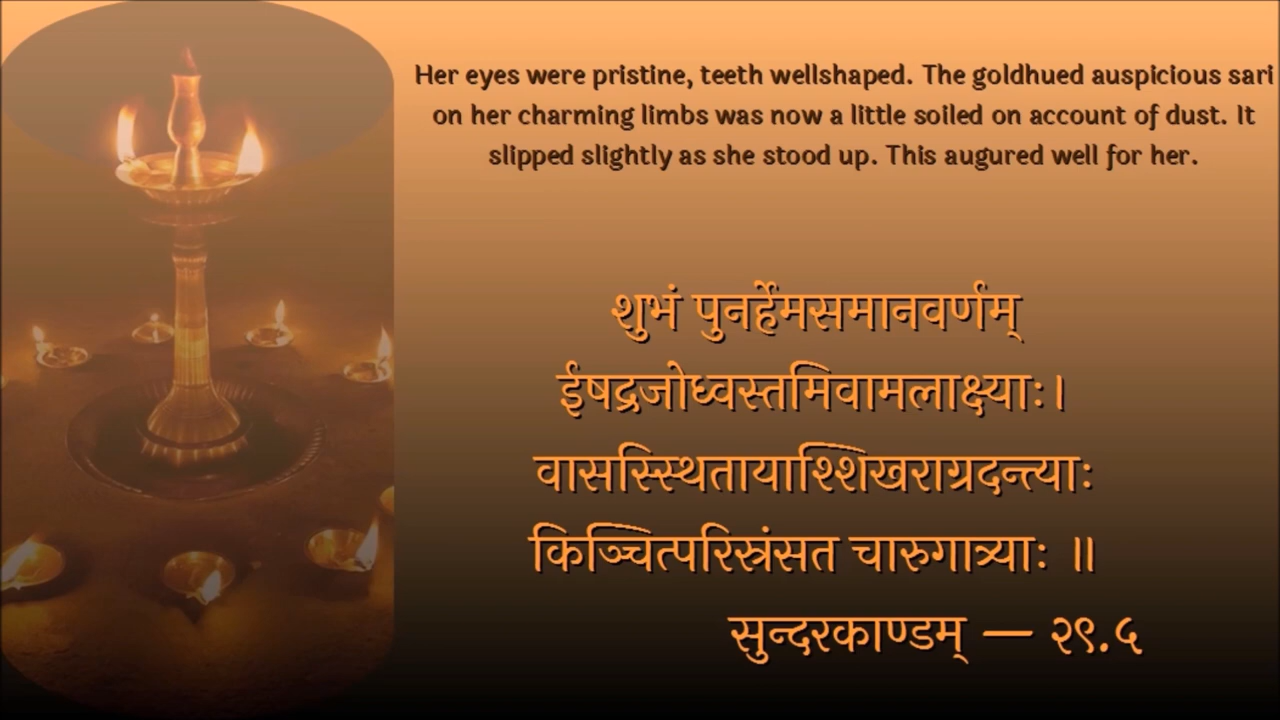 Her eyes were pristine, teeth wellshaped. The goldhued auspicious sari
on her charming limbs was now a little soiled on account of dust. It
slipped slightly as she stood up. This augured well for her.
शुभं पुनर्हेमसमानवर्णम्
ईषद्रजोध्वस्तमिवामलाक्ष्याः।
वासस्स्थितायाश्शिखराग्रदन्त्याः
किञ्चित्परिस्रंसत चारुगात्र्याः ॥
सुन्दरकाण्डम् — २९.५